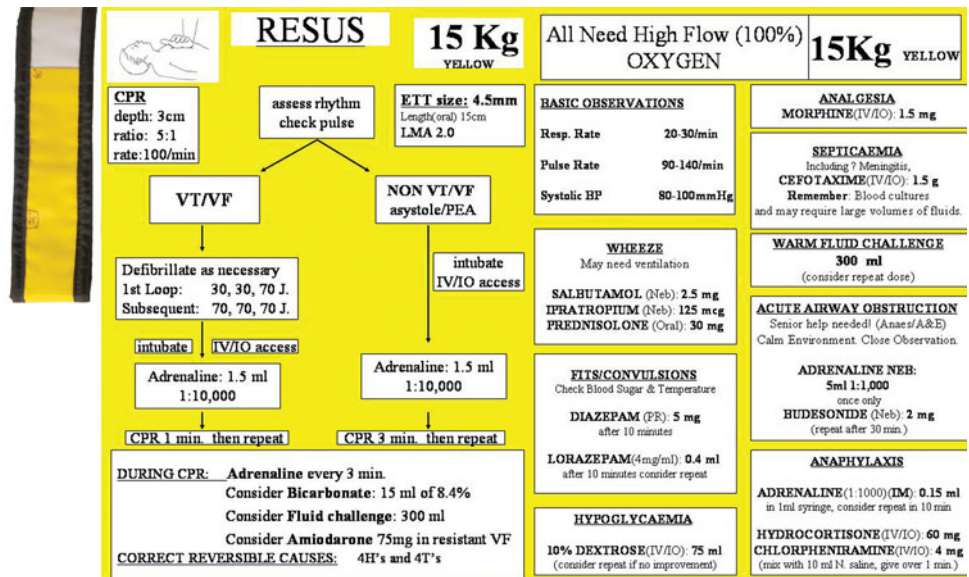 RESUS
15 Kg
YELLOW
CPR
depth: 3cm
ratio: 5:1
rate:100/min
assess rhythm
check pulse
ETT size: 4.5mm
Length(oral) 15cm
LMA 2.0
VT/VF
NON VT/VF
asystole/PEA
Defibrillate as necessary
1st Loop: 30, 30, 70 J.
Subsequent: 70, 70, 70 J.
intubate
IV/IO access
intubate
IV/IO access
Adrenaline: 1.5 ml
1:10,000
Adrenaline: 1.5 ml
1:10,000
CPR 1 min. then repeat
CPR 3 min. then repeat
DURING CPR: Adrenaline every 3 min.
Consider Bicarbonate: 15 ml of 8.4%
Consider Fluid challenge: 300 ml
Consider Amiodarone 75mg in resistant VF
CORRECT REVERSIBLE CAUSES: 4H's and 4T's
All Need High Flow (100%)
OXYGEN
15Kg YELLOW
BASIC OBSERVATIONS
Resp. Rate 20-30/min
Pulse Rate 90-140/min
Systolic BP 80-100mmHg
WHEEZE
May need ventilation
SALBUTAMOL (Neb): 2.5 mg
IPRATROPIUM (Neb): 125 mcg
PREDNISOLONE (Oral): 30 mg
FITS/CONVULSIONS
Check Blood Sugar & Temperature
DIAZEPAM (PR): 5 mg
after 10 minutes
LORAZEPAM(4mg/ml): 0.4 ml
after 10 minutes consider repeat
HYPOGLYCAEMIA
10% DEXTROSE(IV/IO): 75 ml
(consider repeat if no improvement)
ANALGESIA
MORPHINE(IV/IO): 1.5 mg
SEPTICAEMIA
Including ? Meningitis,
CEFOTAXIME(IV/IO): 1.5 g
Remember: Blood cultures
and may require large volumes of fluids.
WARM FLUID CHALLENGE
300 ml
(consider repeat dose)
ACUTE AIRWAY OBSTRUCTION
Senior help needed! (Anaes/A&E)
Calm Environment. Close Observation.
ADRENALINE NEB:
5ml 1:1,000
once only
BUDESONIDE (Neb): 2 mg
(repeat after 30 min.)
ANAPHYLAXIS
ADRENALINE(1:1000)(IM): 0.15 ml
in 1ml syringe, consider repeat in 10 min
HYDROCORTISONE(IV/IO): 60 mg
CHLORPHENIRAMINE(IV/IO): 4 mg
(mix with 10 ml N. saline, give over 1 min.)